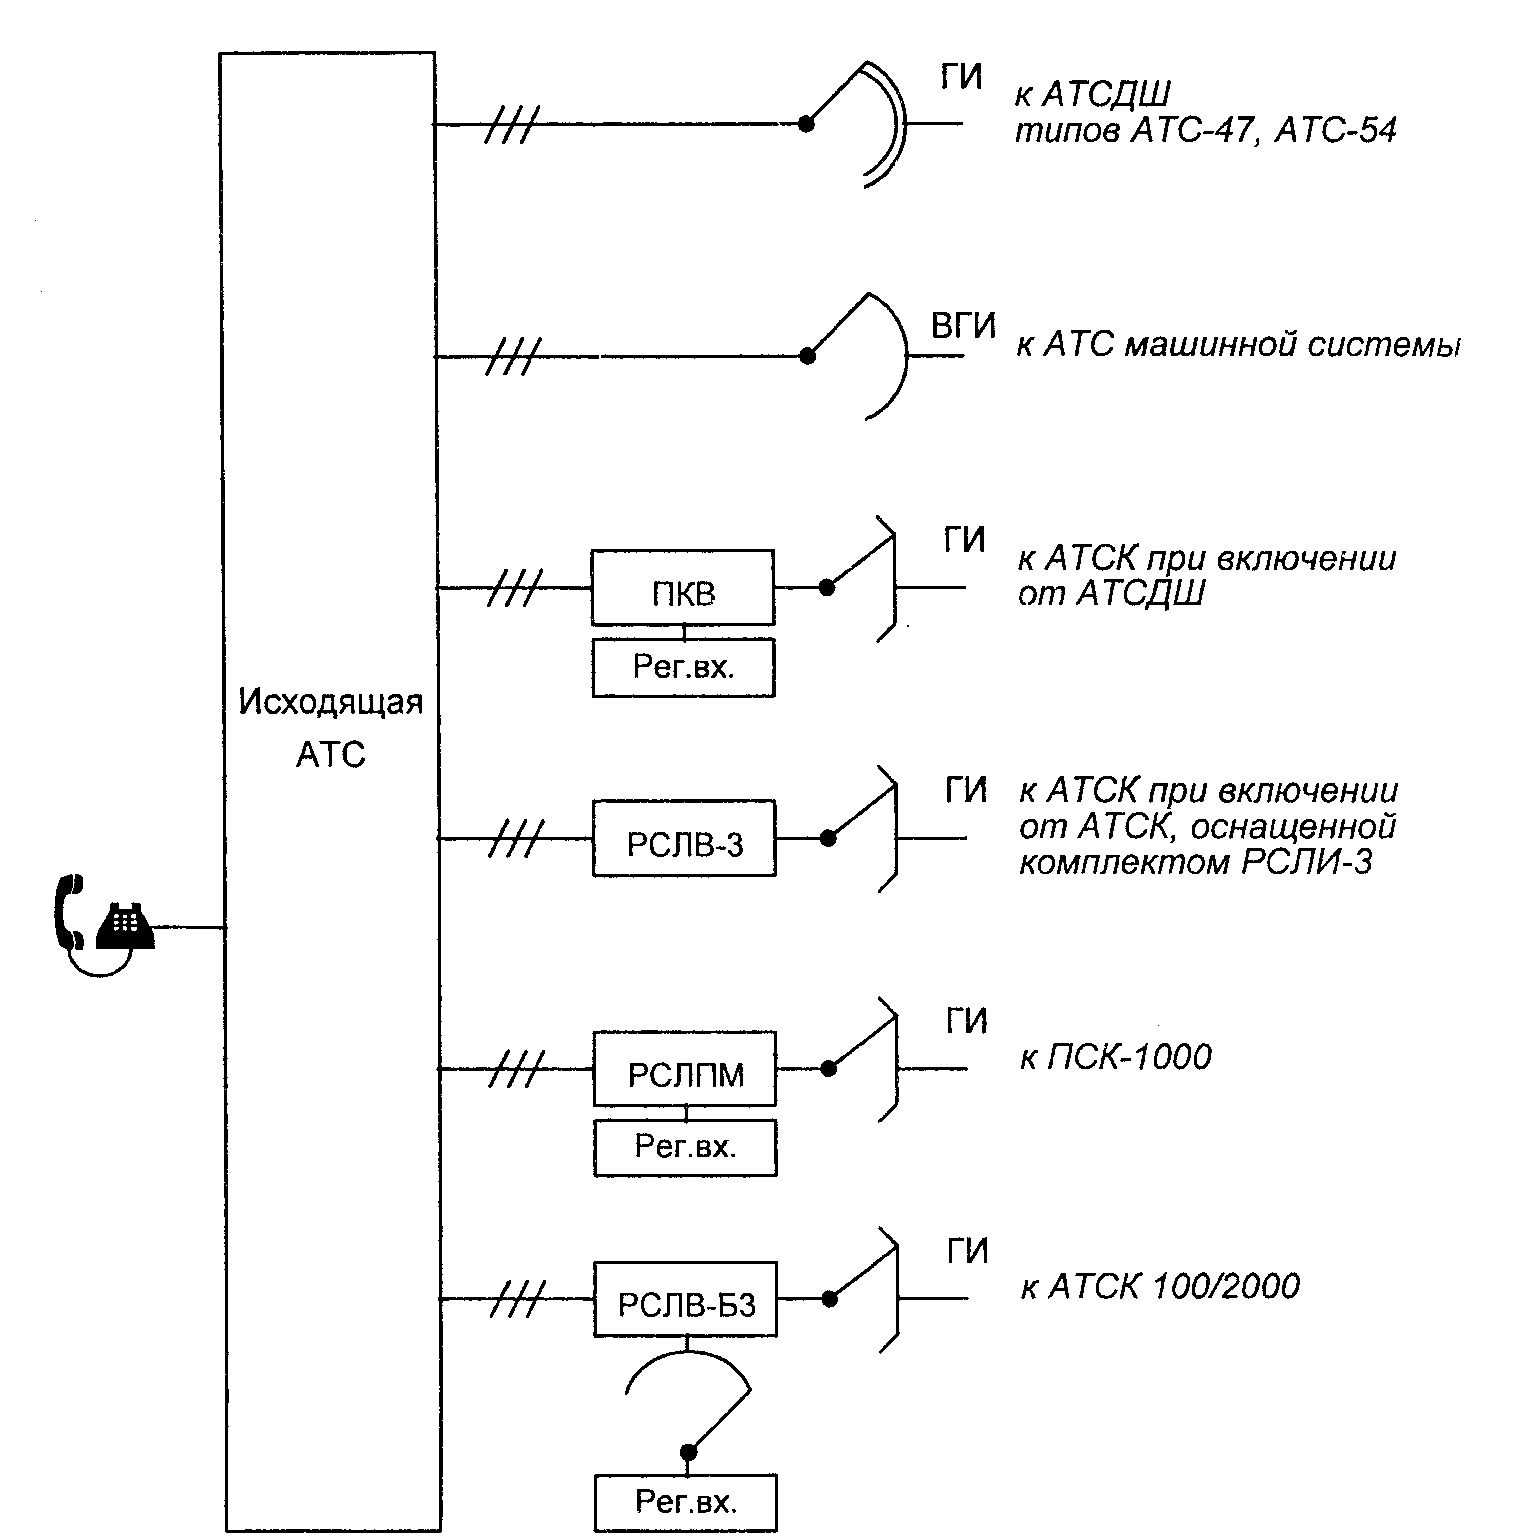 ГИ
к АТСДШ
типов АТС-47, АТС-54
ВГИ
к АТС машинной системы
ГИ
к АТСК при включении
от АТСДШ
ПКВ
Рег.вх.
Исходящая
АТС
ГИ
к АТСК при включении
от АТСК, оснащенной
комплектом РСЛИ-3
РСЛВ-3
ГИ
к ПСК-1000
РСЛПМ
Рег.вх.
ГИ
к АТСК 100/2000
РСЛВ-Б3
Рег.вх.